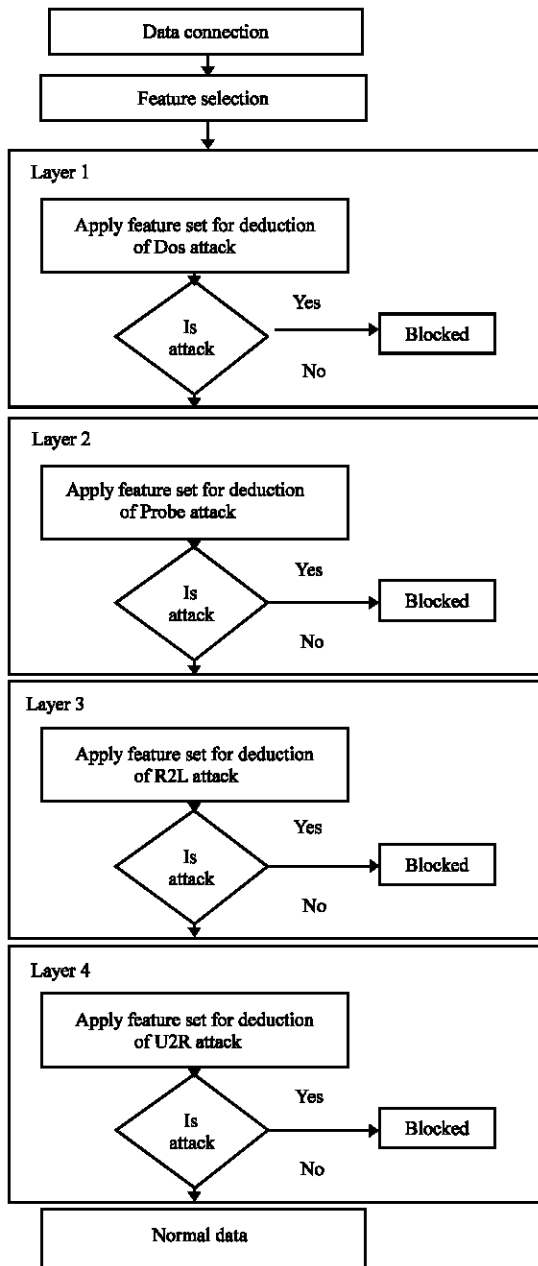 Data connection
Feature selection
Layer 1
Apply feature set for deduction
of Dos attack
Is
attack
Yes
Blocked
No
Layer 2
Apply feature set for deduction
of Probe attack
Is
attack
Yes
Blocked
No
Layer 3
Apply feature set for deduction
of R2L attack
Is
attack
Yes
Blocked
No
Layer 4
Apply feature set for deduction
of U2R attack
Is
attack
Yes
Blocked
No
Normal data